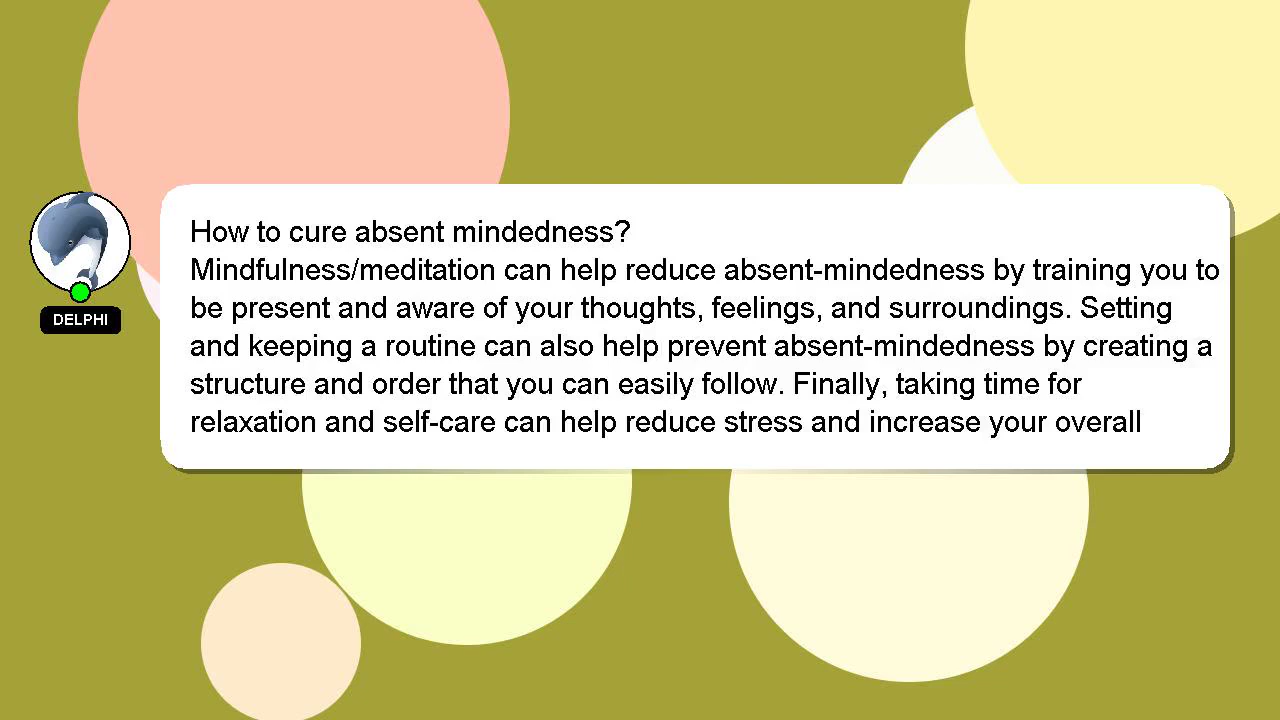 How to cure absent mindedness?
Mindfulness/meditation can help reduce absent-mindedness by training you to
be present and aware of your thoughts, feelings, and surroundings. Setting
and keeping a routine can also help prevent absent-mindedness by creating a
structure and order that you can easily follow. Finally, taking time for
relaxation and self-care can help reduce stress and increase your overall
DELPHI